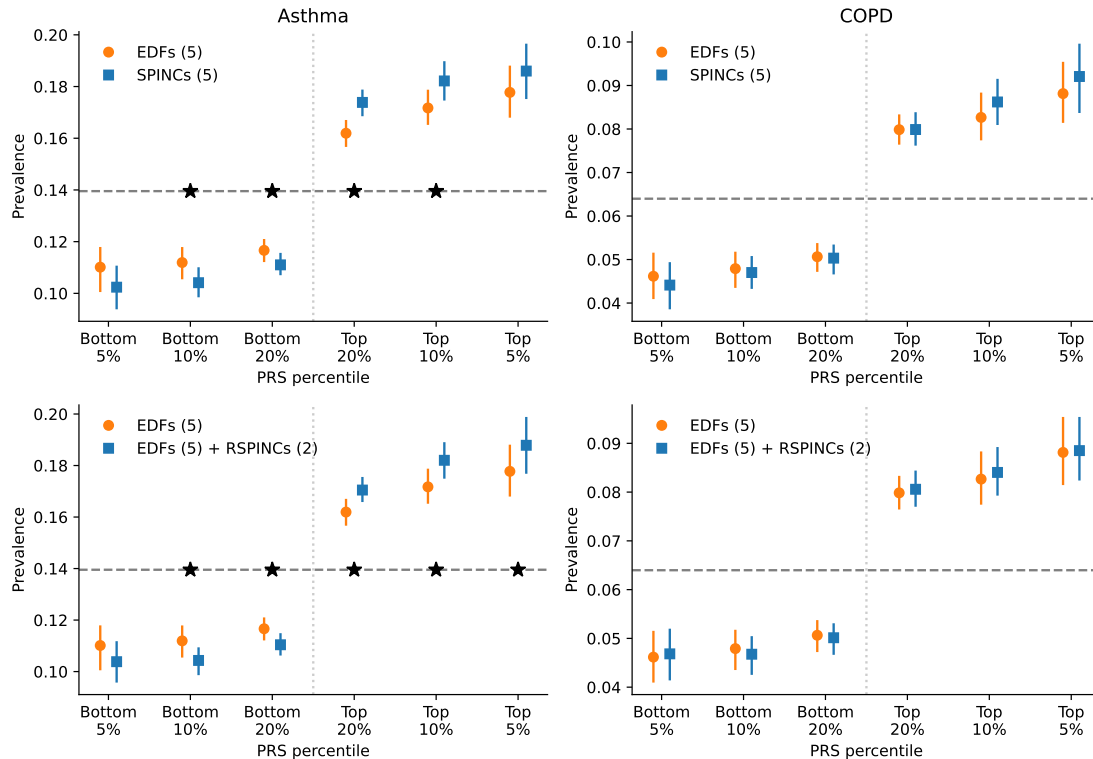 Asthma
COPD
0.20
0.18
0.16
0.14
0.12
0.10
Prevalence
EDFs (5)
SPINCs (5)
Bottom Bottom Bottom Top Top Top
5% 10% 20% 20% 10% 5%
PRS percentile
0.10
0.09
0.08
0.07
0.06
0.05
0.04
Prevalence
EDFs (5)
SPINCs (5)
Bottom Bottom Bottom Top Top Top
5% 10% 20% 20% 10% 5%
PRS percentile
0.20
0.18
0.16
0.14
0.12
0.10
Prevalence
EDFs (5)
EDFs (5) + RSPINCs (2)
Bottom Bottom Bottom Top Top Top
5% 10% 20% 20% 10% 5%
PRS percentile
0.09
0.08
0.07
0.06
0.05
0.04
Prevalence
EDFs (5)
EDFs (5) + RSPINCs (2)
Bottom Bottom Bottom Top Top Top
5% 10% 20% 20% 10% 5%
PRS percentile